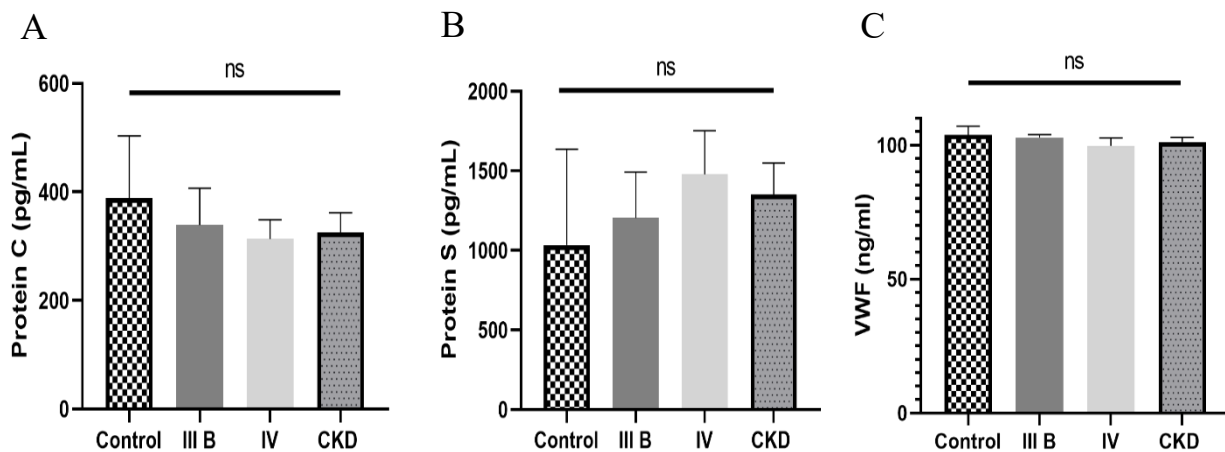 A
ns
600
400
200
0
Protein C (pg/mL)
Control III B IV CKD
B
ns
2000
1500
1000
500
0
Protein S (pg/mL)
Control III B IV CKD
C
ns
100
50
0
VWF (ng/ml)
Control III B IV CKD